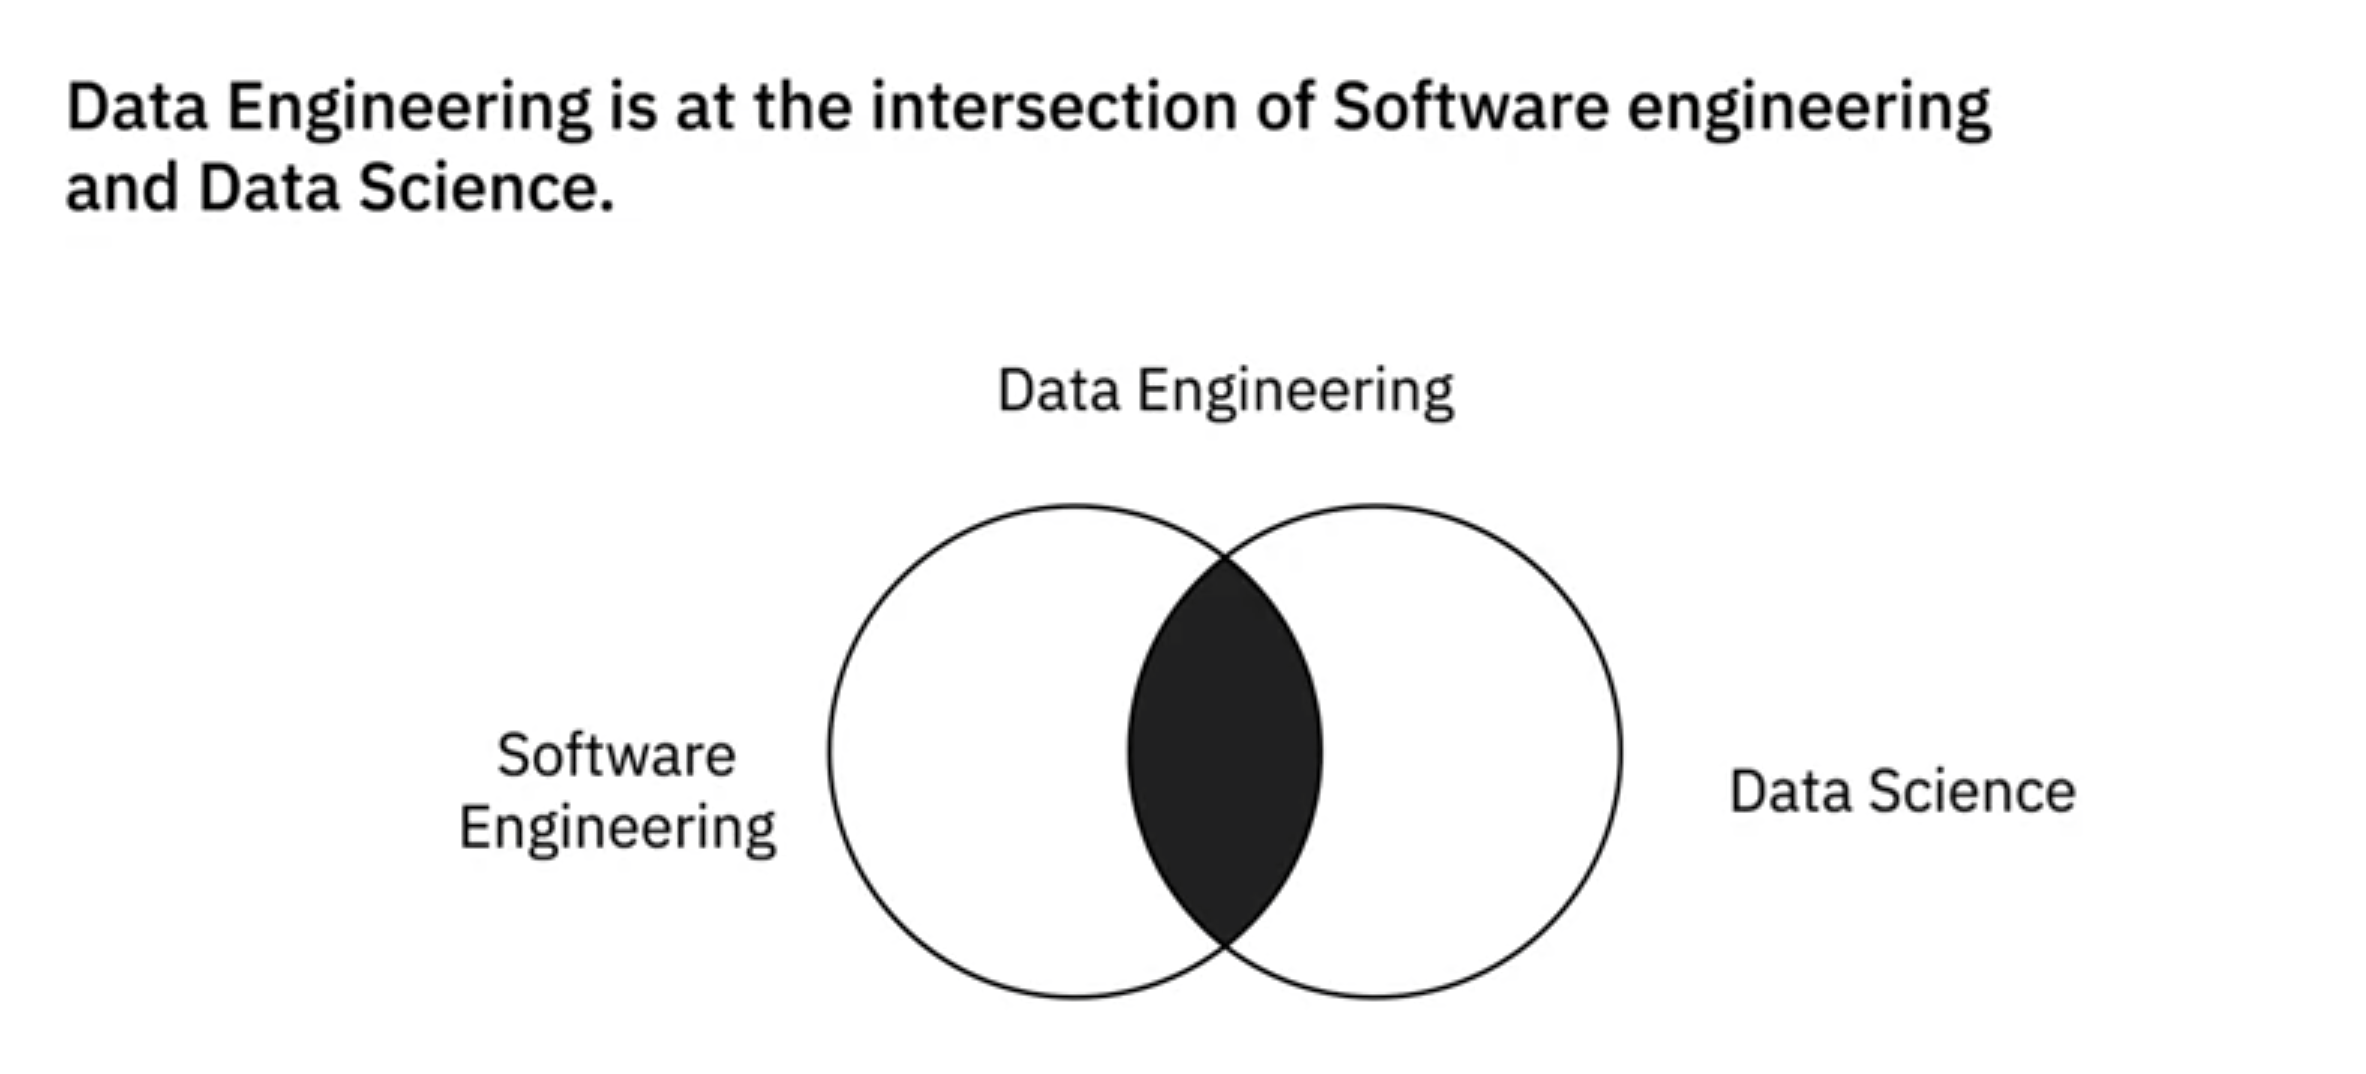 Data Engineering is at the intersection of Software engineering
and Data Science.
Data Engineering
Software
Engineering
Data Science